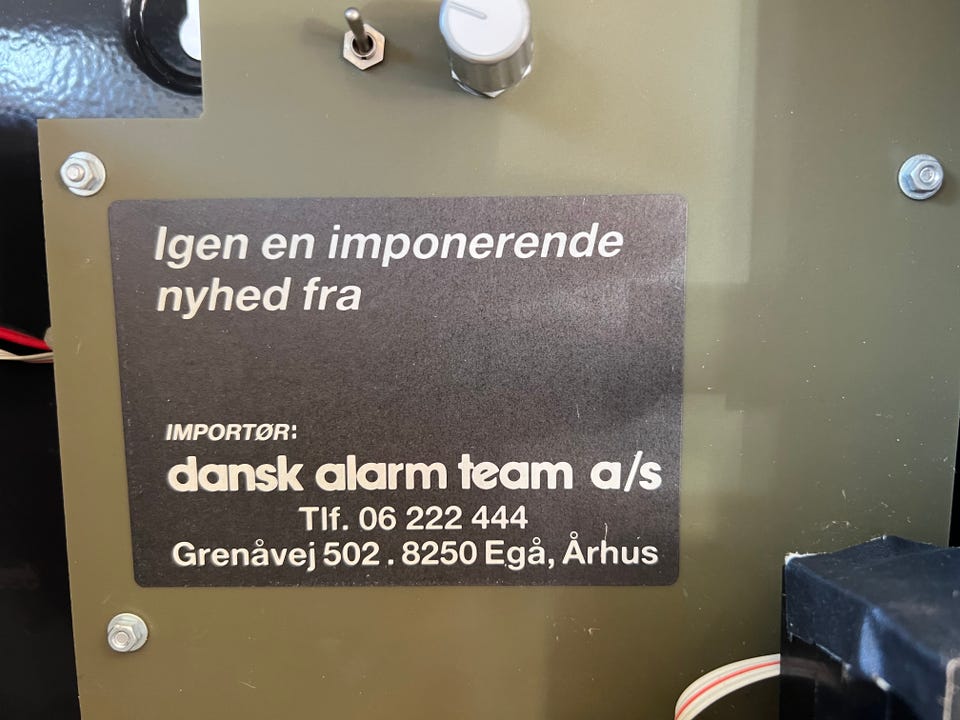 Igen en imponerende
nyhed fra
IMPORTØR:
dansk alarm team a/s
Tlf. 06 222 444
Grenåvej 502 . 8250 Egå, Århus